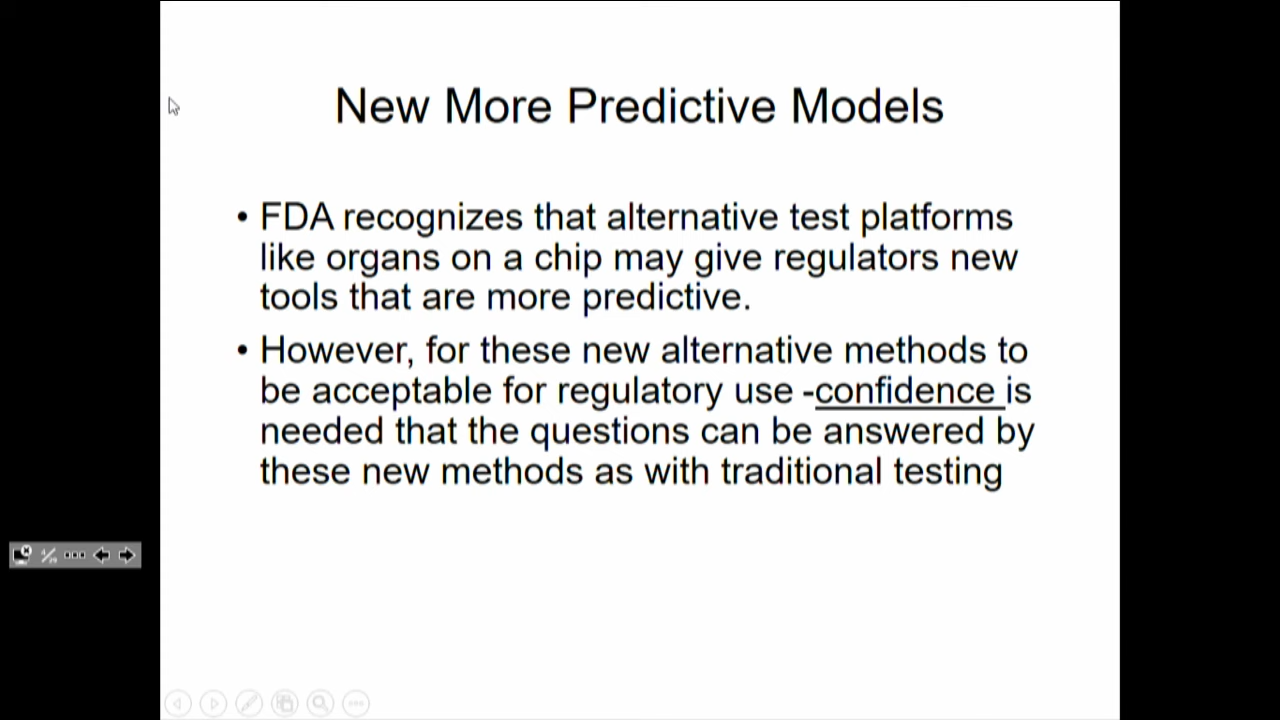 New More Predictive Models
• FDA recognizes that alternative test platforms
like organs on a chip may give regulators new
tools that are more predictive.
• However, for these new alternative methods to
be acceptable for regulatory use -confidence is
needed that the questions can be answered by
these new methods as with traditional testing